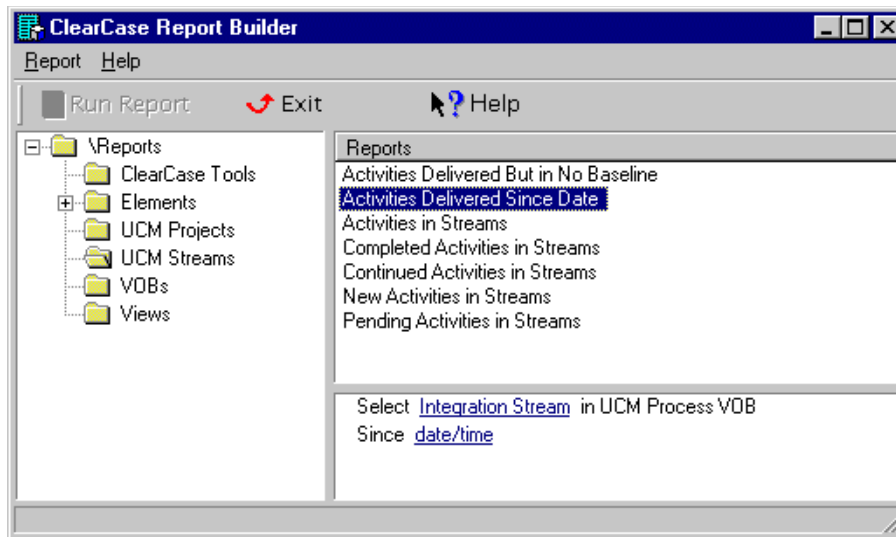 ClearCase Report Builder
Report Help
Run Report Exit Help
\Reports
ClearCase Tools
Elements
UCM Projects
UCM Streams
VOBs
Views
Reports
Activities Delivered But in No Baseline
Activities Delivered Since Date
Activities in Streams
Completed Activities in Streams
Continued Activities in Streams
New Activities in Streams
Pending Activities in Streams
Select Integration Stream in UCM Process VOB
Since date/time